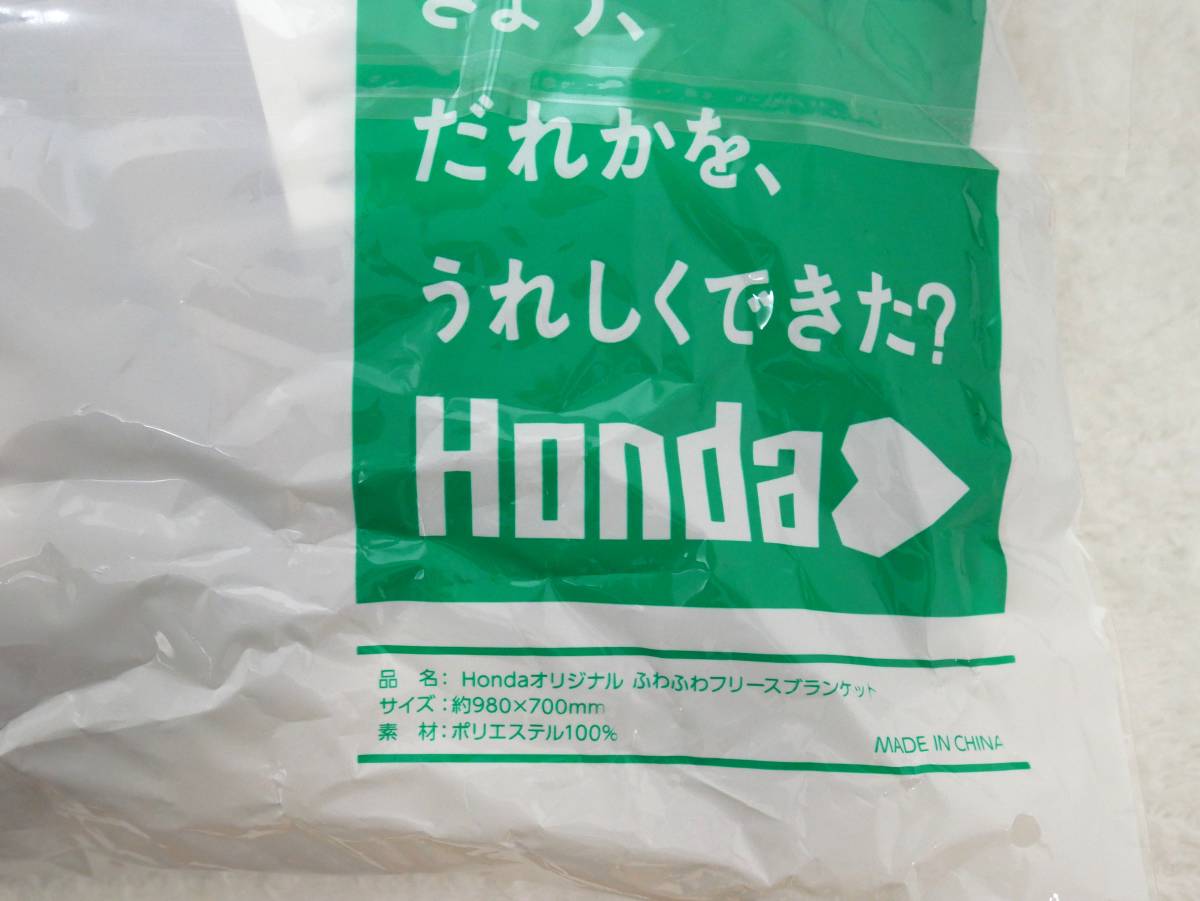 きょう、
だれかを、
うれしくできた?
Honda
品 名: Hondaオリジナル ふわふわフリースブランケット
サイズ:約980×700mm
素 材:ポリエステル100%
MADE IN CHINA